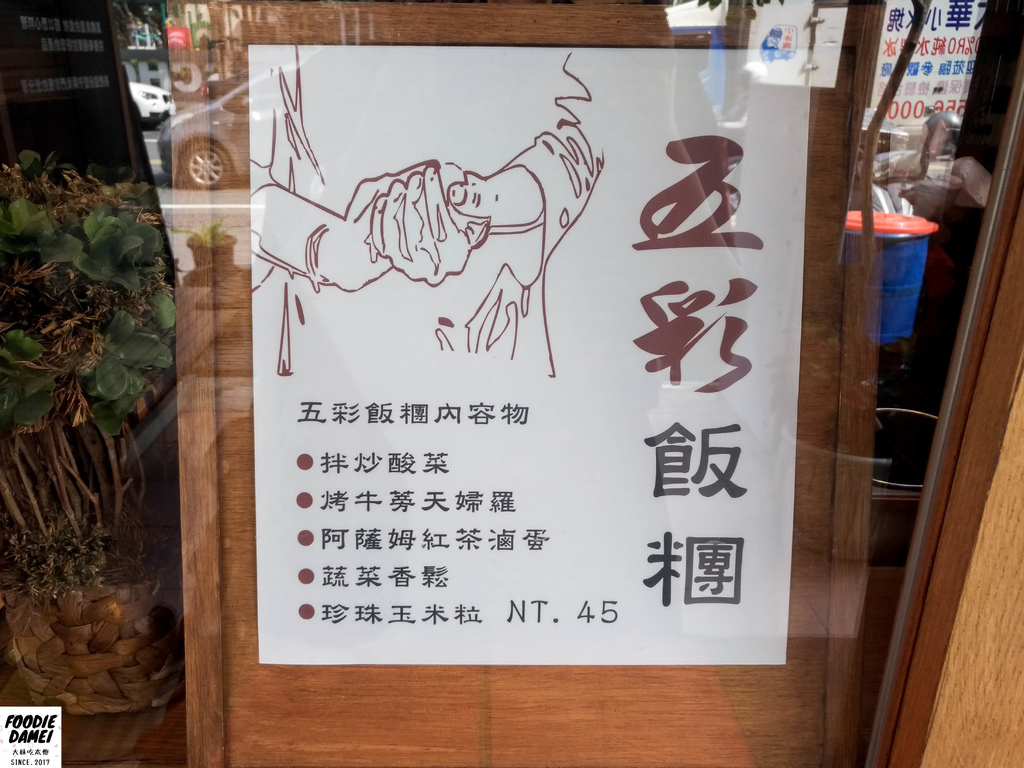 五彩飯糰
五彩飯糰內容物
●拌炒酸菜
●烤牛蒡天婦羅
●阿薩姆紅茶滷蛋
●蔬菜香鬆
●珍珠玉米粒 NT. 45
FOODIE
DAMEI
SINCE.2017